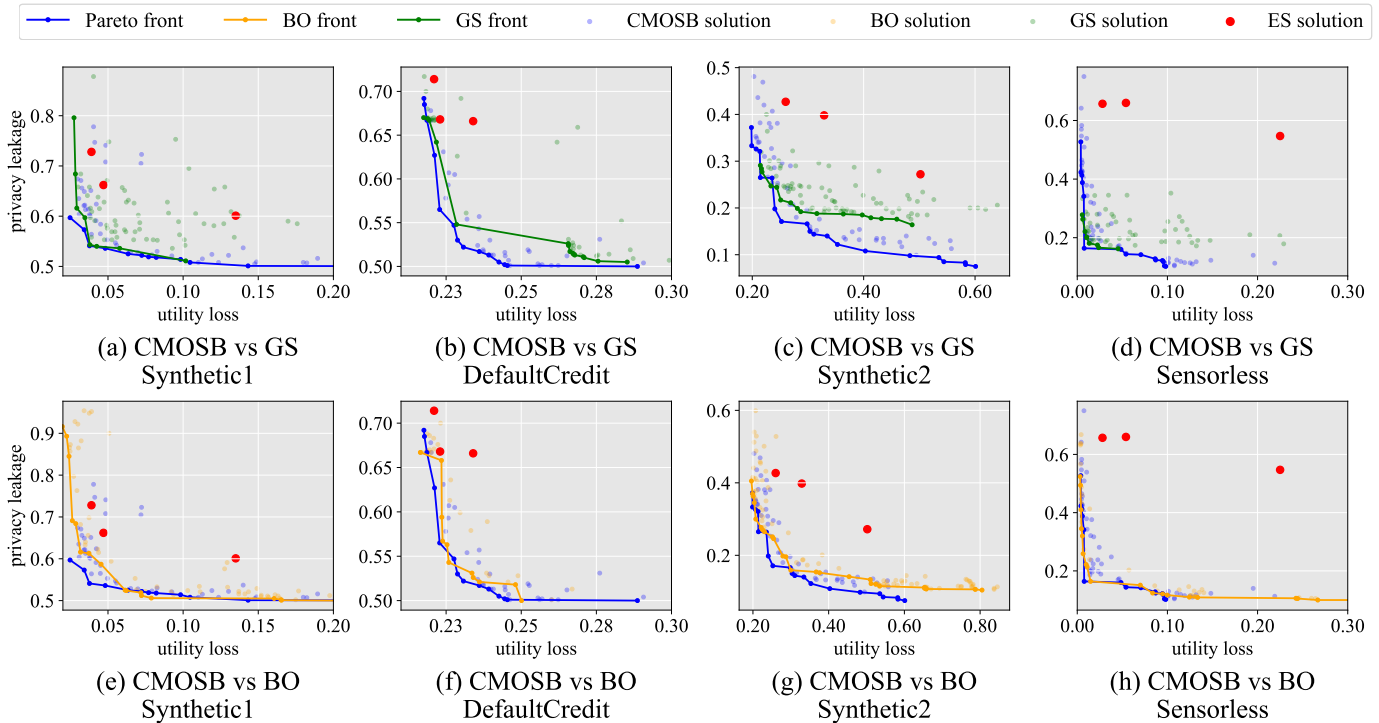 Pareto front BO front GS front CMOSB solution BO solution GS solution ES solution
privacy leakage
0.8
0.7
0.6
0.5
0.05 0.10 0.15 0.20
utility loss
(a) CMOSB vs GS
Synthetic1
0.70
0.65
0.60
0.55
0.50
0.23 0.25 0.28 0.30
utility loss
(b) CMOSB vs GS
DefaultCredit
0.5
0.4
0.3
0.2
0.1
0.20 0.40 0.60
utility loss
(c) CMOSB vs GS
Synthetic2
0.6
0.4
0.2
0.00 0.10 0.20 0.30
utility loss
(d) CMOSB vs GS
Sensorless
privacy leakage
0.9
0.8
0.7
0.6
0.5
0.05 0.10 0.15 0.20
utility loss
(e) CMOSB vs BO
Synthetic1
0.70
0.65
0.60
0.55
0.50
0.23 0.25 0.28 0.30
utility loss
(f) CMOSB vs BO
DefaultCredit
0.6
0.4
0.2
0.20 0.40 0.60 0.80
utility loss
(g) CMOSB vs BO
Synthetic2
0.6
0.4
0.2
0.00 0.10 0.20 0.30
utility loss
(h) CMOSB vs BO
Sensorless